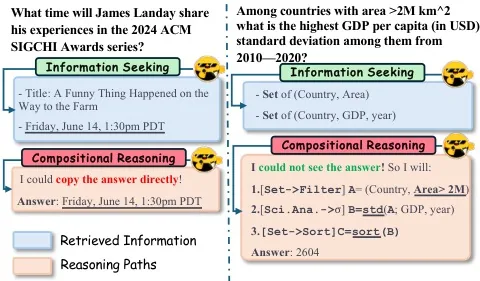 What time will James Landay share
his experiences in the 2024 ACM
SIGCHI Awards series?
Information Seeking
- Title: A Funny Thing Happened on the
Way to the Farm
- Friday, June 14, 1:30pm PDT
Compositional Reasoning
I could copy the answer directly!
Answer: Friday, June 14, 1:30pm PDT
Retrieved Information
Reasoning Paths
Among countries with area >2M km^2
what is the highest GDP per capita (in USD)
standard deviation among them from
2010—2020?
Information Seeking
- Set of (Country, Area)
- Set of (Country, GDP, year)
Compositional Reasoning
I could not see the answer! So I will:
1.[Set->Filter] A= (Country, Area> 2M)
2.[Sci.Ana.->σ] B=std(A; GDP, year)
3.[Set->Sort]C=sort(B)
Answer: 2604